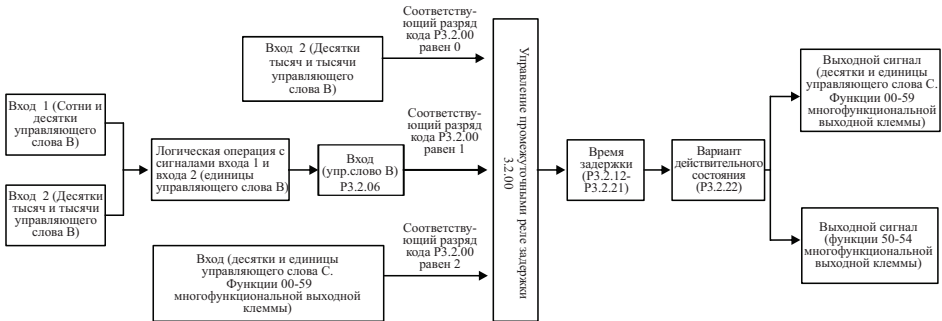 Соответству-
ющий разряд
кода Р3.2.00
равен 0
Вход 2 (Десятки
тысяч и тысячи
управляющего
слова В)
Вход 1 (Сотни и
десятки
управляющего
слова В)
Вход 2 (Десятки
тысяч и тысячи
управляющего
слова В)
Логическая операция с
сигналами входа 1 и
входа 2 (единицы
управляющего слова В)
Вход
(упр.слово В)
Р3.2.06
Соответству-
ющий разряд
кода Р3.2.00
равен 1
Вход (десятки и единицы
управляющего слова С.
Функции 00-59
многофункциональной выходной
клеммы)
Соответству-
ющий разряд
кода Р3.2.00
равен 2
Управление промежуточными реле задержки
3.2.00
Время
задержки
(Р3.2.12-
Р3.2.21)
Вариант
действительного
состояния
(Р3.2.22)
Выходной сигнал
(десятки и единицы
управляющего слова С.
Функции 00-59
многофункциональной
выходной клеммы)
Выходной сигнал
(функции 50-54
многофункциональной
выходной клеммы)